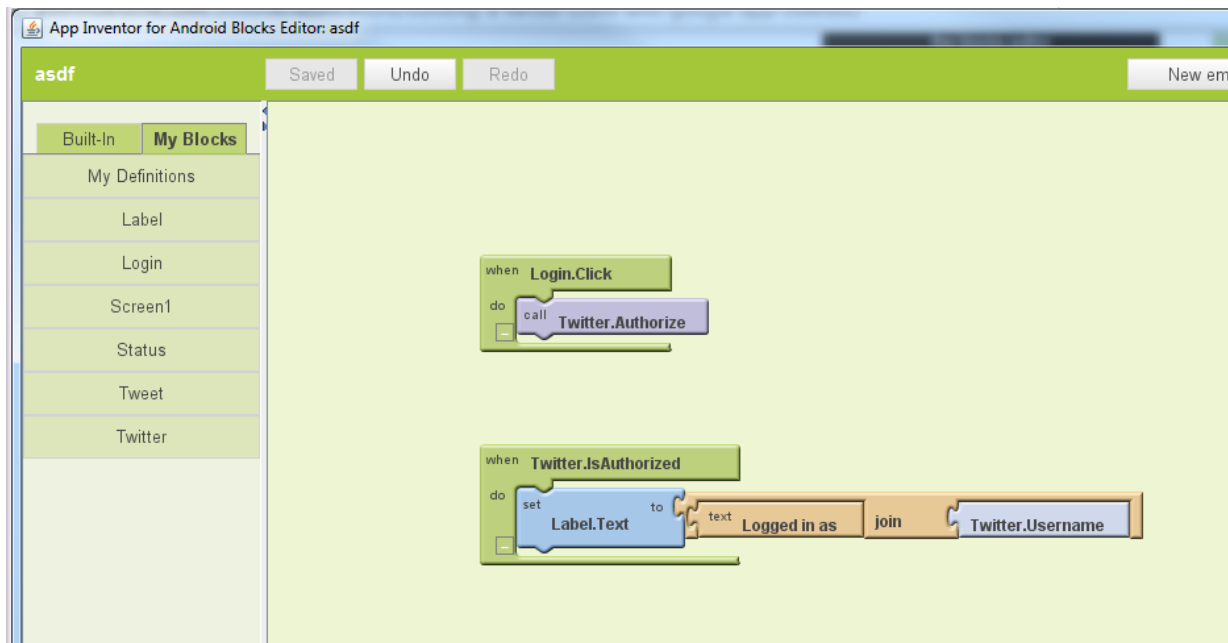 App Inventor for Android Blocks Editor: asdf
asdf
Saved
Undo
Redo
New em
Built-In
My Blocks
My Definitions
Label
Login
Screen1
Status
Tweet
Twitter
when Login.Click
do
call Twitter.Authorize
when Twitter.IsAuthorized
do
set Label.Text to
text Logged in as
join
Twitter.Username